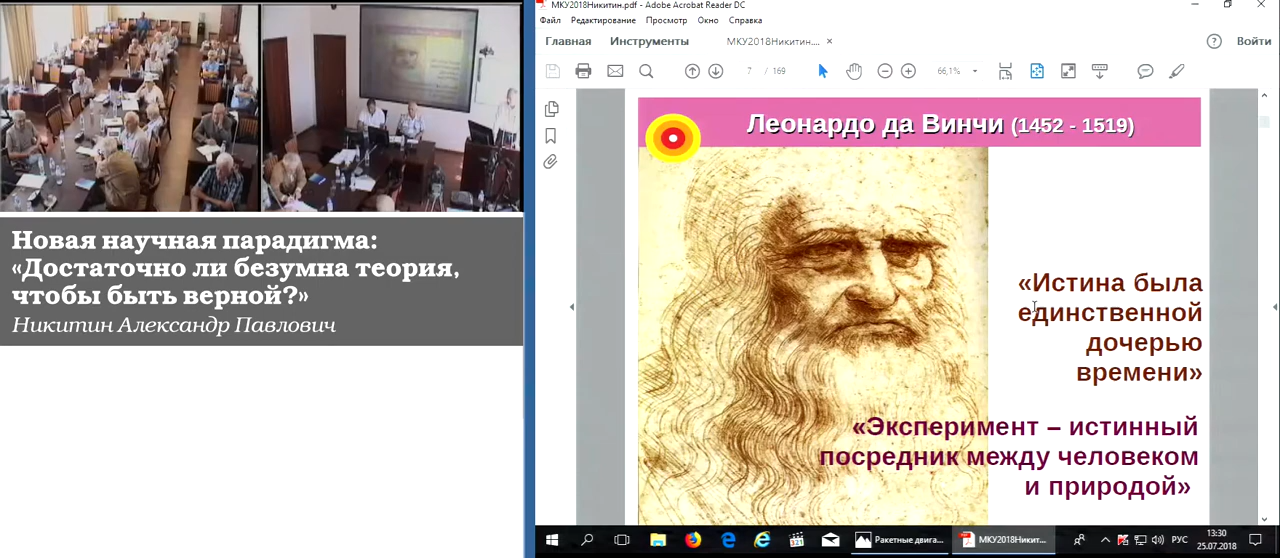 Новая научная парадигма:
«Достаточно ли безумна теория,
чтобы быть верной?»
Никитин Александр Павлович
МКУ2018Никитин.pdf - Adobe Acrobat Reader DC
Файл Редактирование Просмотр Окно Справка
Главная Инструменты МКУ2018Никитин.... × Войти
7 / 169 66,1%
Леонардо да Винчи (1452 - 1519)
«Истина была
единственной
дочерью
времени»
«Эксперимент – истинный
посредник между человеком
и природой»
Ракетные двига... МКУ2018Никит... РУС 13:30
25.07.2018